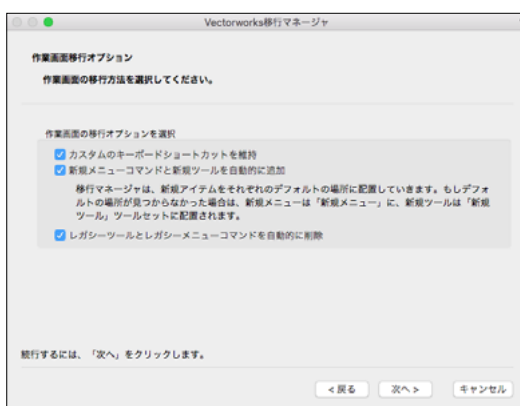 Vectorworks移行マネージャ
作業画面移行オプション
作業画面の移行方法を選択してください。
作業画面の移行オプションを選択
カスタムのキーボードショートカットを維持
新規メニューコマンドと新規ツールを自動的に追加
移行マネージャは、新規アイテムをそれぞれのデフォルトの場所に配置していきます。もしデフォ
ルトの場所が見つからなかった場合は、新規メニューは「新規メニュー」に、新規ツールは「新規
ツール」ツールセットに配置されます。
レガシーツールとレガシーメニューコマンドを自動的に削除
続行するには、「次へ」をクリックします。
<戻る 次へ> キャンセル